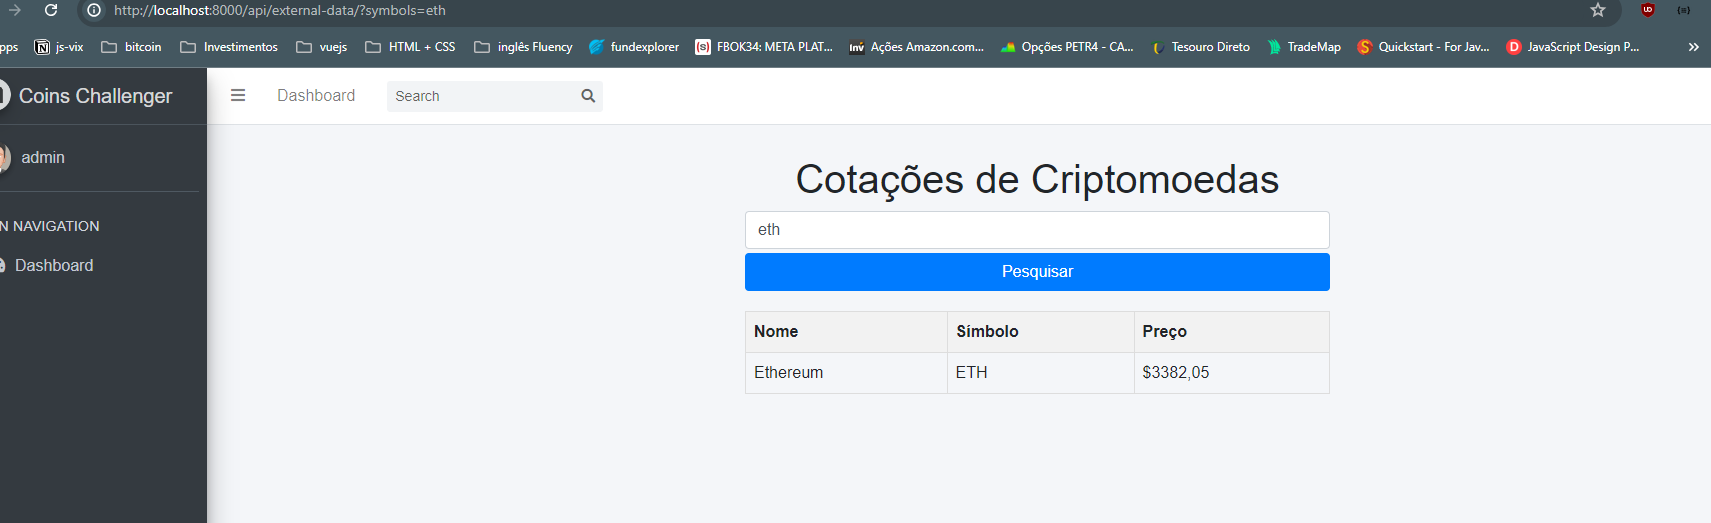 http://localhost:8000/api/external-data/?symbols=eth
pps js-vix bitcoin Investimentos vuejs HTML + CSS inglês Fluency fundexplorer FBOK34: META PLAT... Ações Amazon.com... Opções PETR4 - CA... Tesouro Direto TradeMap Quickstart - For Jav... JavaScript Design P... »
Coins Challenger
Dashboard
Search
admin
N NAVIGATION
Dashboard
Cotações de Criptomoedas
eth
Pesquisar
Nome Símbolo Preço
Ethereum ETH $3382,05